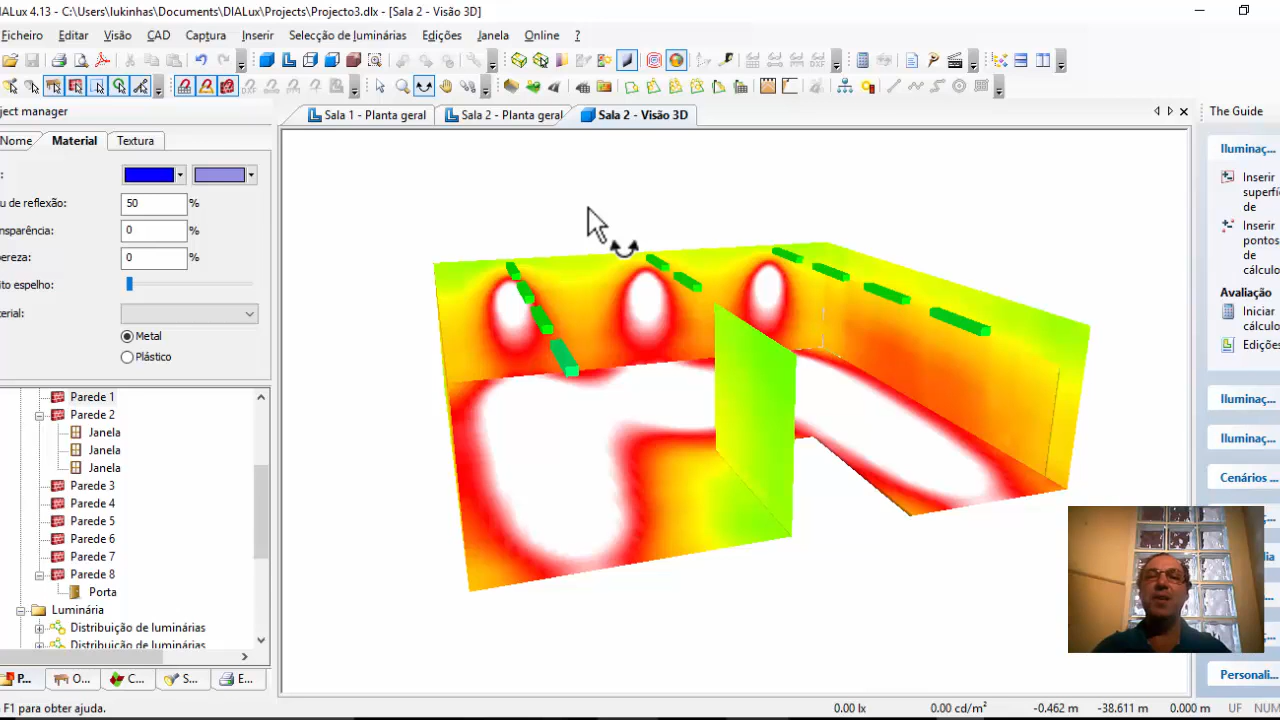 IALux 4.13 - C:\Users\lukinhas\Documents\DIALux\Projects\Projecto3.dlx - [Sala 2 - Visão 3D]
Ficheiro Editar Visão CAD Captura Inserir Selecção de luminárias Edições Janela Online ?
oject manager
Sala 1 - Planta geral Sala 2 - Planta geral Sala 2 - Visão 3D
The Guide
Nome Material Textura
u de reflexão: 50 %
nsparência: 0 %
pereza: 0 %
ito espelho:
erial:
Metal
Plástico
Parede 1
Parede 2
Janela
Janela
Janela
Parede 3
Parede 4
Parede 5
Parede 6
Parede 7
Parede 8
Porta
Luminária
Distribuição de luminárias
Distribuição de luminárias
P... O... C... S... E...
Iluminaç...
Inserir
superfí
de
Inserir
pontos
de
cálculo
Avaliação
Iniciar
cálculo
Edições
Iluminaç...
Iluminaç...
Cenários ...
Personali...
F1 para obter ajuda.
0.00 lx 0.00 cd/m² -0.462 m -38.611 m 0.000 m UF NUM